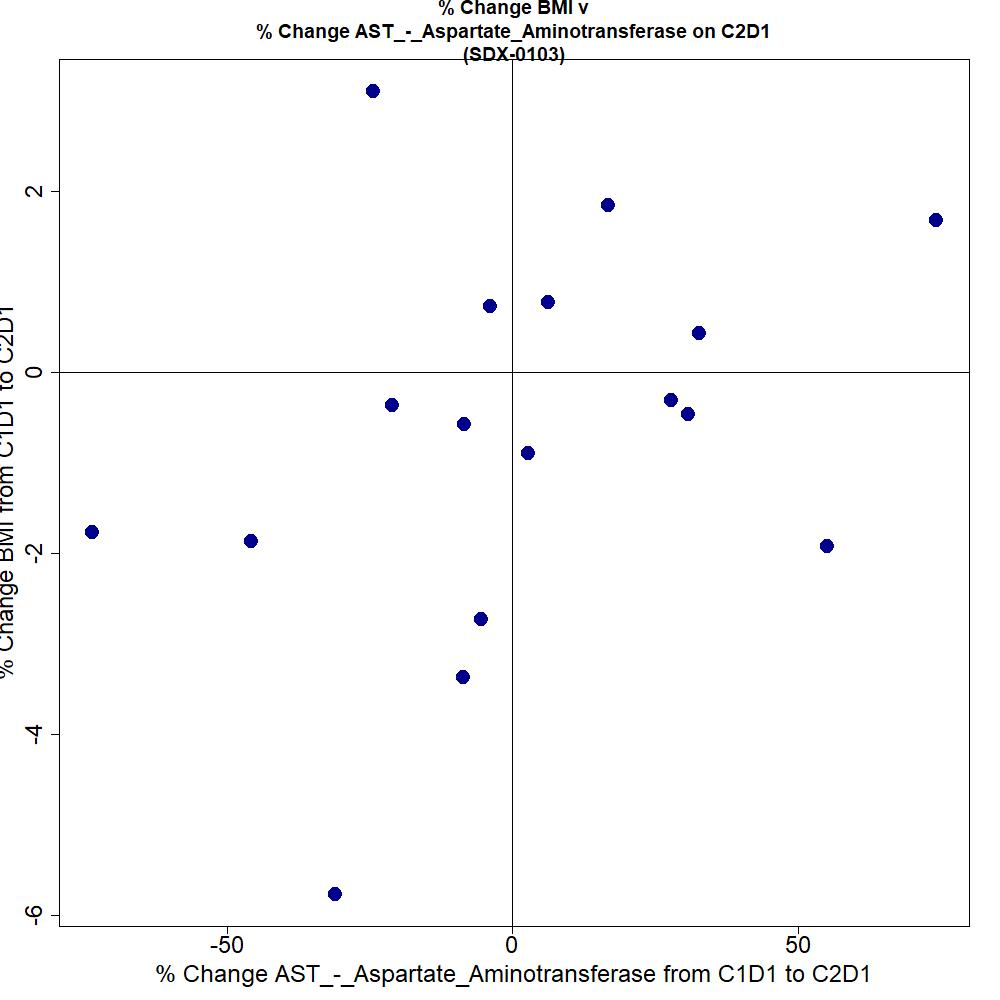 % Change BMI v
% Change AST_-_Aspartate_Aminotransferase on C2D1
(SDX-0103)
% Change BMI from C1D1 to C2D1
2
0
-2
-4
-6
-50
0
50
% Change AST_-_Aspartate_Aminotransferase from C1D1 to C2D1